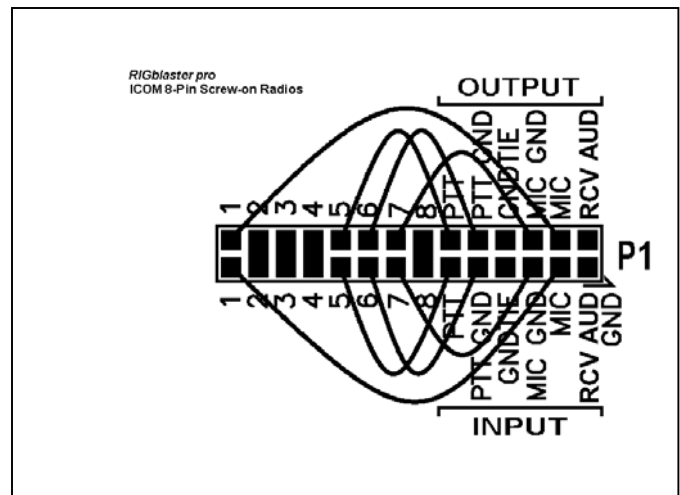 RIGblaster pro
ICOM 8-Pin Screw-on Radios
OUTPUT
1 2 3 4 5 6 7 8 PTT PTT GND GNDTIE MIC GND MIC RCV AUD
P1
1 2 3 4 5 6 7 8 PTT PTT GND GNDTIE MIC GND MIC RCV AUD GND
INPUT